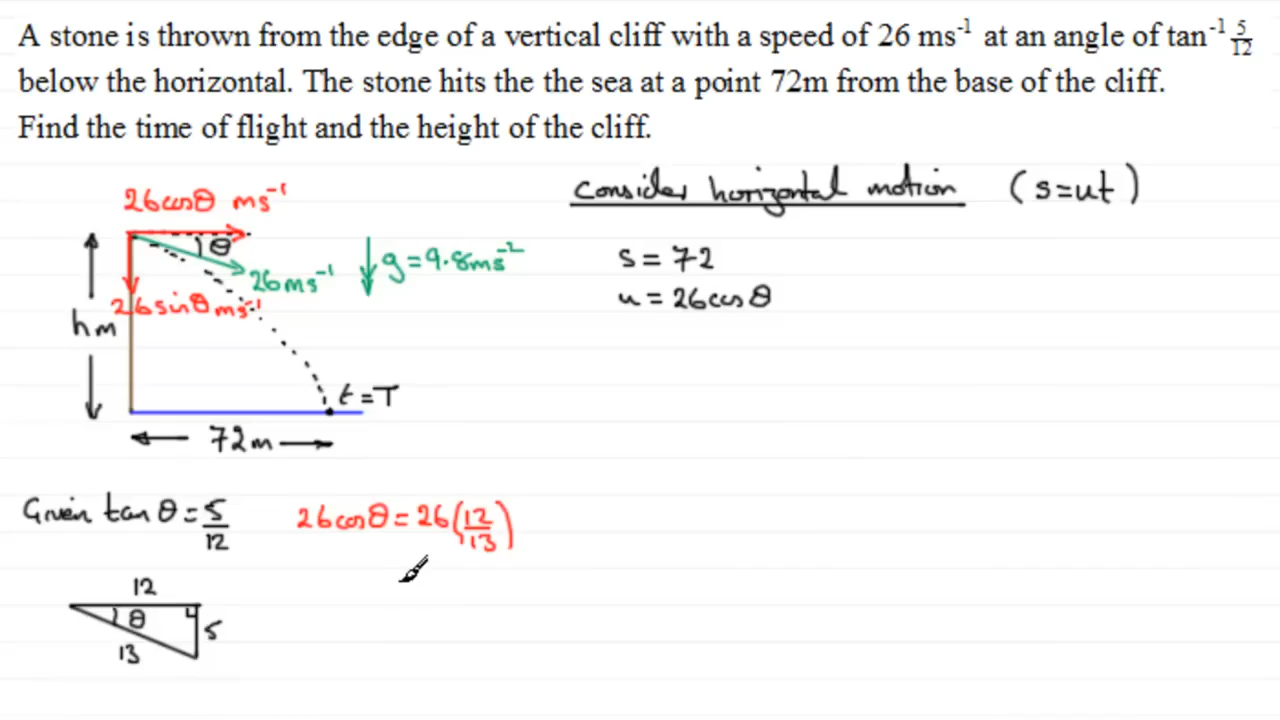 A stone is thrown from the edge of a vertical cliff with a speed of 26 ms⁻¹ at an angle of tan⁻¹ 5/12
below the horizontal. The stone hits the the sea at a point 72m from the base of the cliff.
Find the time of flight and the height of the cliff.
Consider horizontal motion (s=ut)
26cosθ ms⁻¹
θ
g=9.8ms⁻²
s = 72
26ms⁻¹
u = 26cosθ
26sinθms⁻¹
hm
t=T
72m
Given tanθ = 5/12
26cosθ = 26(12/13)
12
θ
5
13